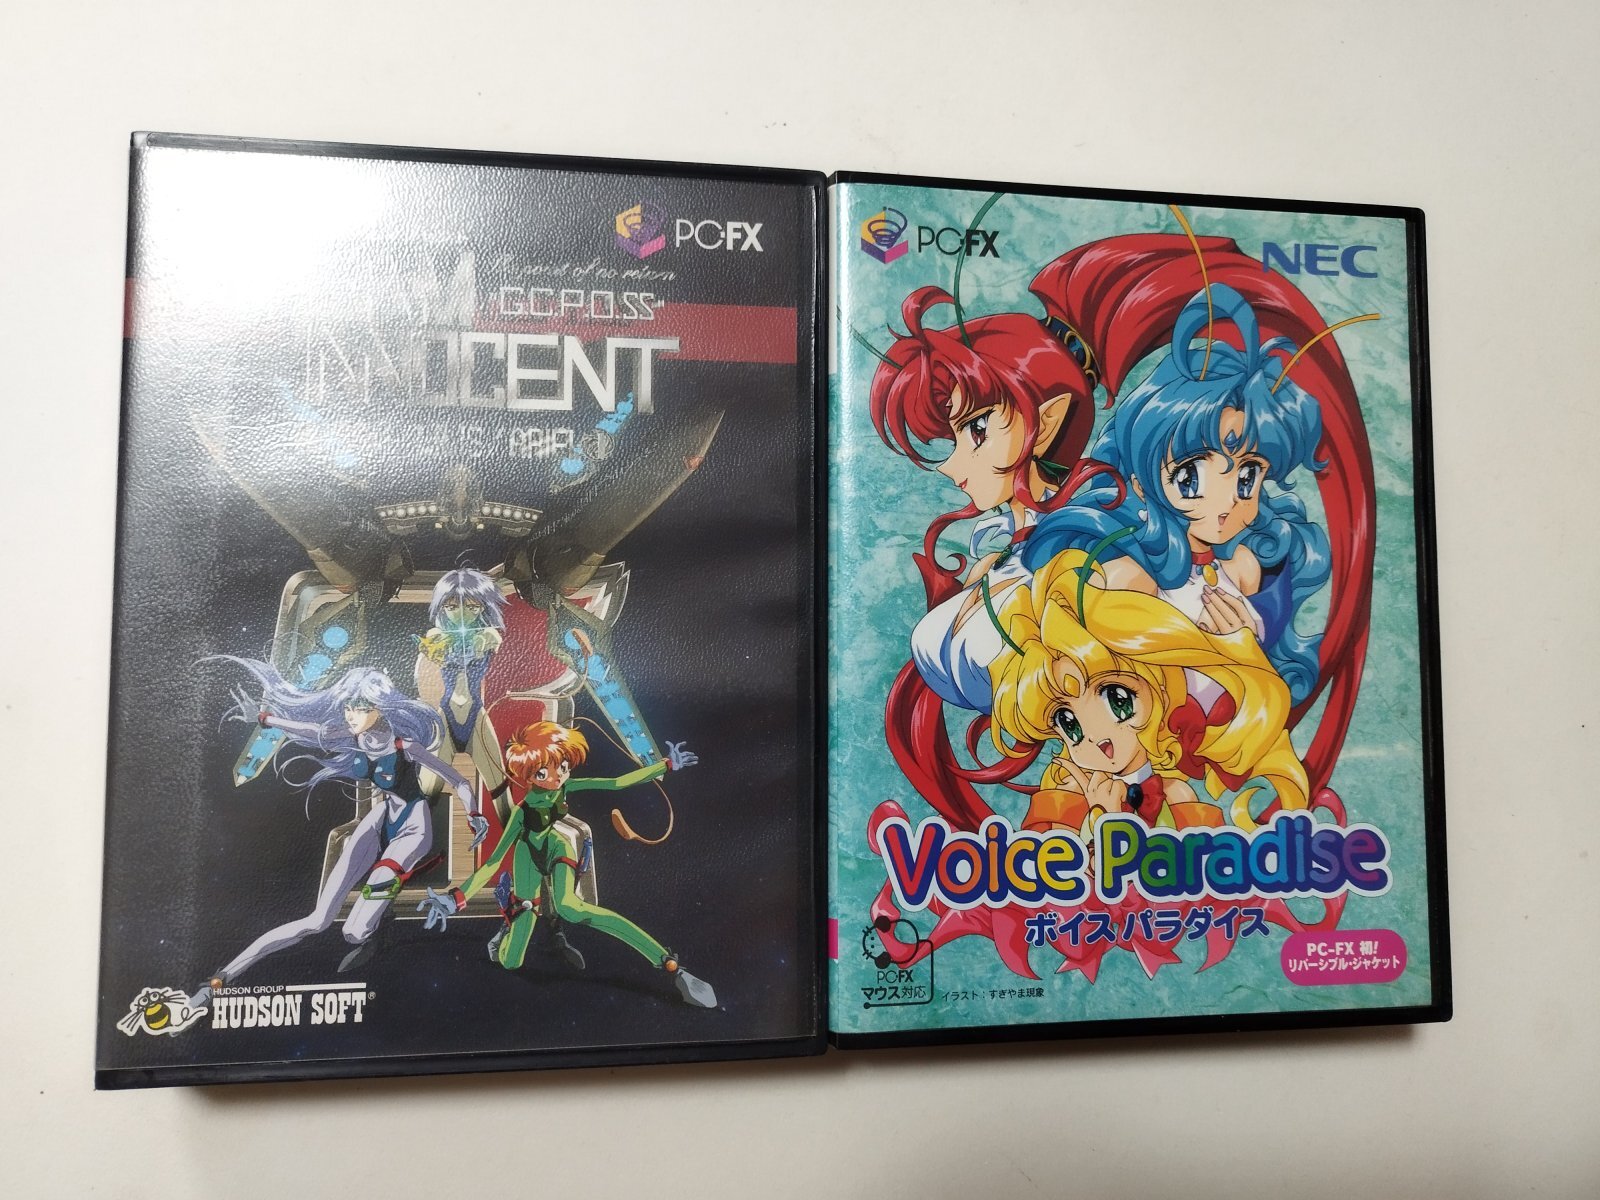 PC-FX
The point of no return
G.C.P.O.SS
INNOCENT
HUDSON GROUP
HUDSON SOFT®
PC-FX
NEC
Voice Paradise
ボイス パラダイス
PC-FX 初!
リバーシブル・ジャケット
PC-FX
マウス対応
イラスト:すぎやま現象